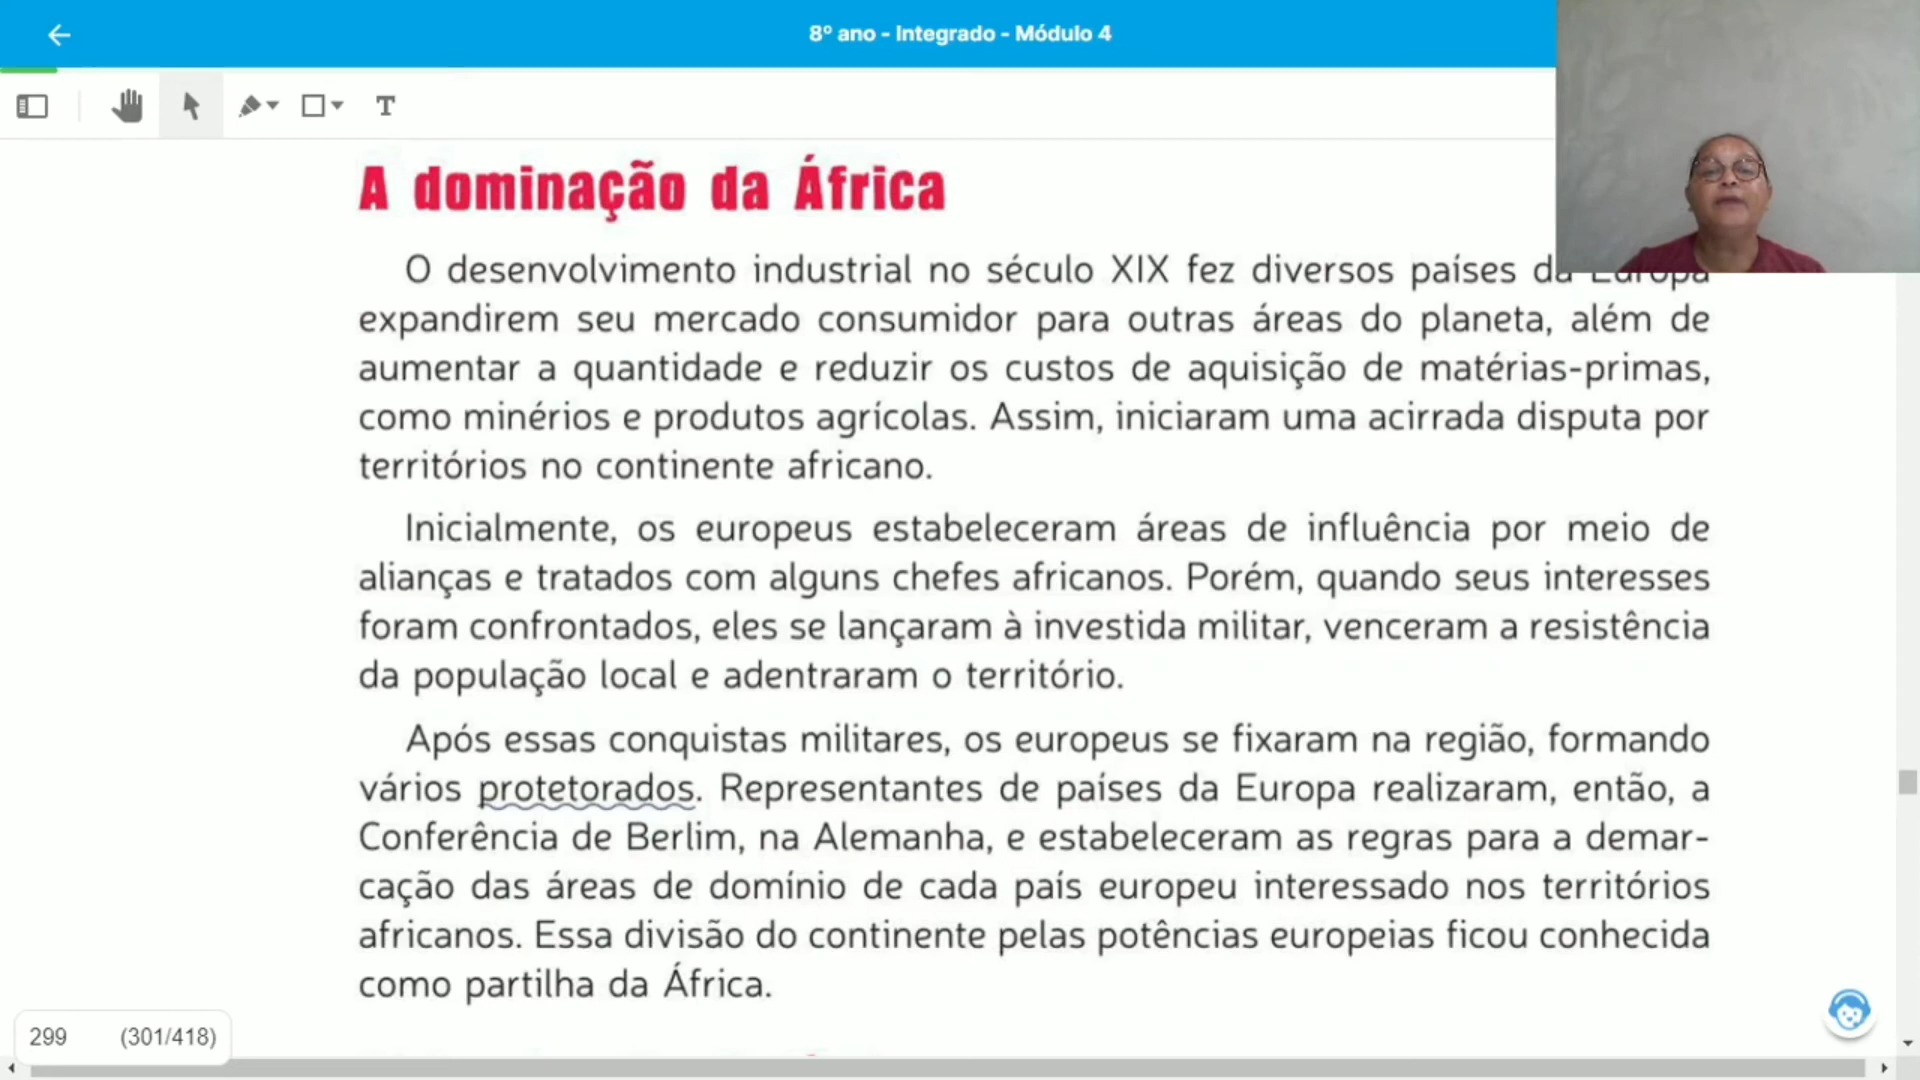 8º ano - Integrado - Módulo 4
T
A dominação da África
O desenvolvimento industrial no século XIX fez diversos países da Europa
expandirem seu mercado consumidor para outras áreas do planeta, além de
aumentar a quantidade e reduzir os custos de aquisição de matérias-primas,
como minérios e produtos agrícolas. Assim, iniciaram uma acirrada disputa por
territórios no continente africano.
Inicialmente, os europeus estabeleceram áreas de influência por meio de
alianças e tratados com alguns chefes africanos. Porém, quando seus interesses
foram confrontados, eles se lançaram à investida militar, venceram a resistência
da população local e adentraram o território.
Após essas conquistas militares, os europeus se fixaram na região, formando
vários protetorados. Representantes de países da Europa realizaram, então, a
Conferência de Berlim, na Alemanha, e estabeleceram as regras para a demar-
cação das áreas de domínio de cada país europeu interessado nos territórios
africanos. Essa divisão do continente pelas potências europeias ficou conhecida
como partilha da África.
299 (301/418)